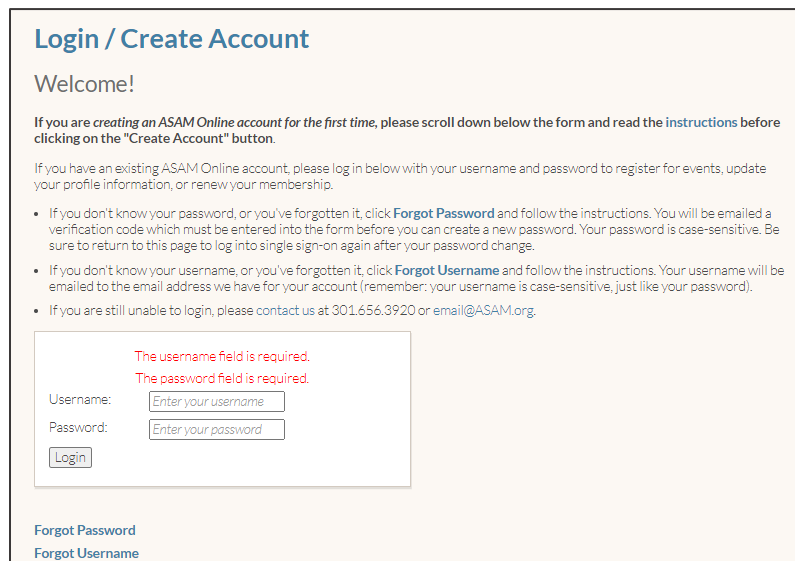 Login / Create Account
Welcome!
If you are creating an ASAM Online account for the first time, please scroll down below the form and read the instructions before
clicking on the "Create Account" button.
If you have an existing ASAM Online account, please log in below with your username and password to register for events, update
your profile information, or renew your membership.
• If you don't know your password, or you've forgotten it, click Forgot Password and follow the instructions. You will be emailed a
verification code which must be entered into the form before you can create a new password. Your password is case-sensitive. Be
sure to return to this page to log into single sign-on again after your password change.
• If you don't know your username, or you've forgotten it, click Forgot Username and follow the instructions. Your username will be
emailed to the email address we have for your account (remember: your username is case-sensitive, just like your password).
• If you are still unable to login, please contact us at 301.656.3920 or email@ASAM.org.
The username field is required.
The password field is required.
Username: Enter your username
Password: Enter your password
Login
Forgot Password
Forgot Username